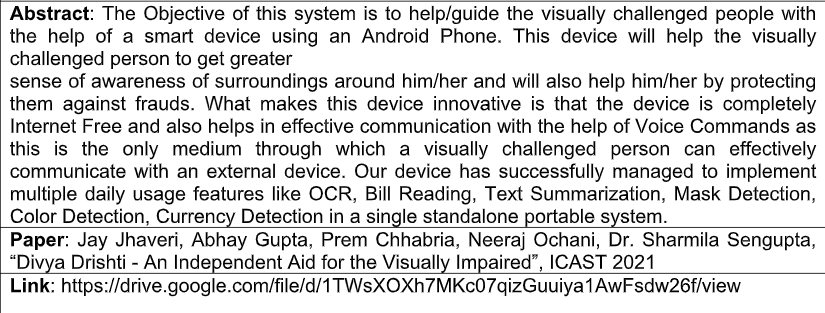 Abstract: The Objective of this system is to help/guide the visually challenged people with
the help of a smart device using an Android Phone. This device will help the visually
challenged person to get greater
sense of awareness of surroundings around him/her and will also help him/her by protecting
them against frauds. What makes this device innovative is that the device is completely
Internet Free and also helps in effective communication with the help of Voice Commands as
this is the only medium through which a visually challenged person can effectively
communicate with an external device. Our device has successfully managed to implement
multiple daily usage features like OCR, Bill Reading, Text Summarization, Mask Detection,
Color Detection, Currency Detection in a single standalone portable system.
Paper: Jay Jhaveri, Abhay Gupta, Prem Chhabria, Neeraj Ochani, Dr. Sharmila Sengupta,
“Divya Drishti - An Independent Aid for the Visually Impaired”, ICAST 2021
Link: https://drive.google.com/file/d/1TWsXOXh7MKc07qizGuuiya1AwFsdw26f/view